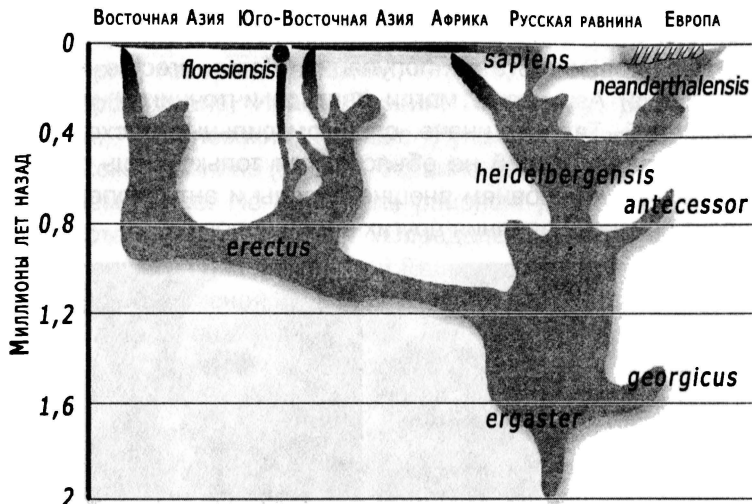 Восточная Азия Юго-Восточная Азия Африка Русская равнина Европа
Миллионы лет назад
0
sapiens
floresiensis
neanderthalensis
0,4
heidelbergensis
antecessor
0,8
erectus
1,2
georgicus
1,6
ergaster
2